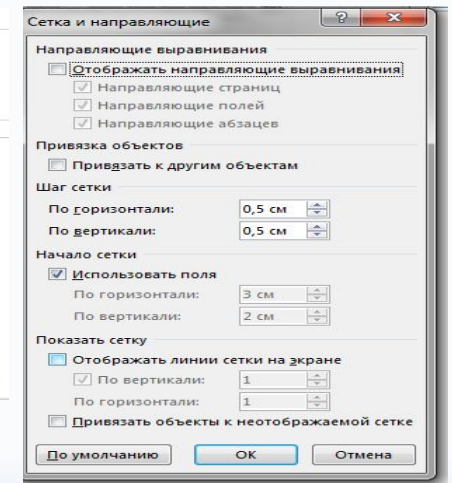 Сетка и направляющие
Направляющие выравнивания
Отображать направляющие выравнивания
Направляющие страниц
Направляющие полей
Направляющие абзацев
Привязка объектов
Привязать к другим объектам
Шаг сетки
По горизонтали: 0,5 см
По вертикали: 0,5 см
Начало сетки
Использовать поля
По горизонтали: 3 см
По вертикали: 2 см
Показать сетку
Отображать линии сетки на экране
По вертикали: 1
По горизонтали: 1
Привязать объекты к неотображаемой сетке
По умолчанию ОК Отмена